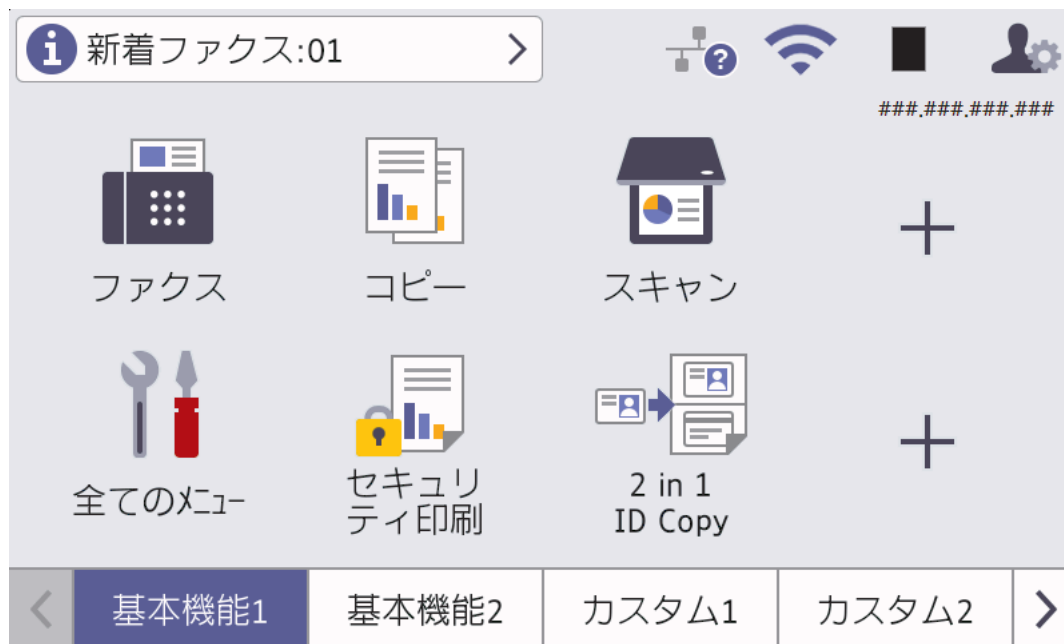 新着ファクス:01
###.###.###.###
ファクス
コピー
スキャン
全てのﾒﾆｭｰ
セキュリ
ティ印刷
2 in 1
ID Copy
基本機能1
基本機能2
カスタム1
カスタム2